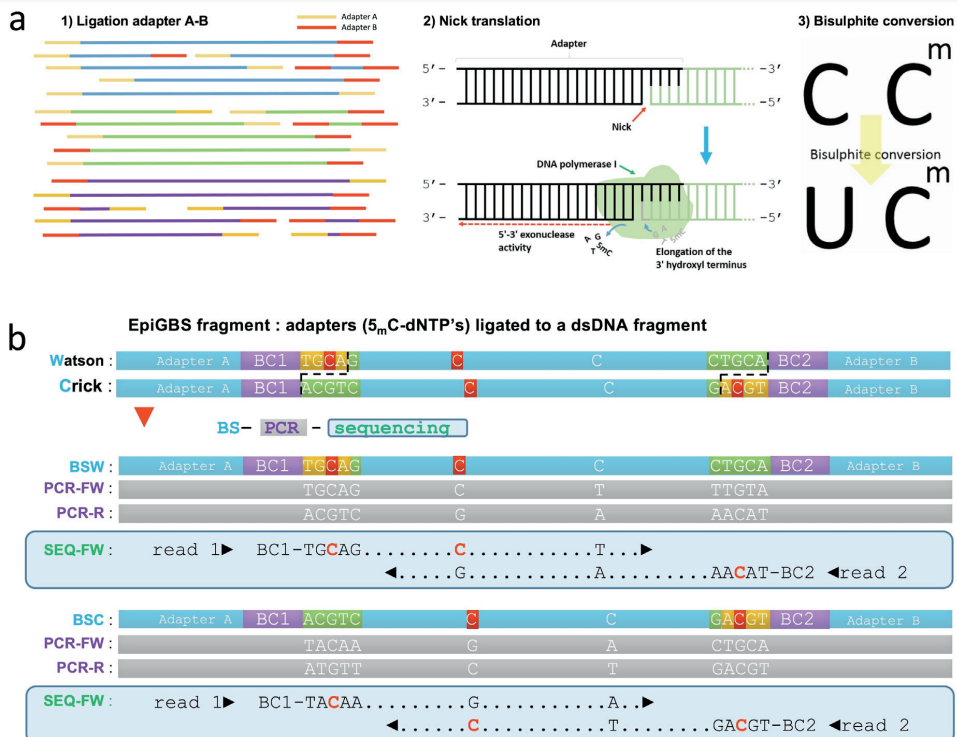 a
1) Ligation adapter A-B
Adapter A
Adapter B
2) Nick translation
Adapter
5′ –
–3′
3′ –
–5′
Nick
DNA polymerase I
5′ –
–3′
3′ –
–5′
5'-3' exonuclease
activity
A G
T 5mC
G A
T 5mC
Elongation of the
3' hydroxyl terminus
3) Bisulphite conversion
C C m
Bisulphite conversion
U C m
b
EpiGBS fragment : adapters (5mC-dNTP's) ligated to a dsDNA fragment
Watson : Adapter A BC1 TGCAG C C CTGCA BC2 Adapter B
Crick : Adapter A BC1 ACGTC C C GACGT BC2 Adapter B
BS– PCR – sequencing
BSW : Adapter A BC1 TGCAG C C CTGCA BC2 Adapter B
PCR-FW : TGCAG C T TTGTA
PCR-R : ACGTC G A AACAT
SEQ-FW : read 1▶ BC1-TGCAG........C...........T...▶
◀.....G...........A.........AACAT-BC2 ◀read 2
BSC : Adapter A BC1 ACGTC C C GACGT BC2 Adapter B
PCR-FW : TACAA G A CTGCA
PCR-R : ATGTT C T GACGT
SEQ-FW : read 1▶ BC1-TACAA.........G...........A...▶
◀......C...........T........GACGT-BC2 ◀read 2